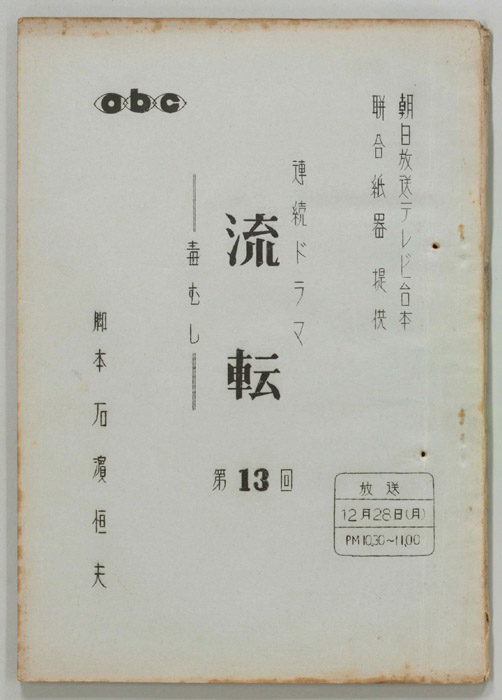 朝日放送テレビ台本
聯合紙器 提供
連続ドラマ
流転
毒むし
第13回
脚本 石濱恒夫
abc
放送
12月28日(月)
PM10.30~11.00